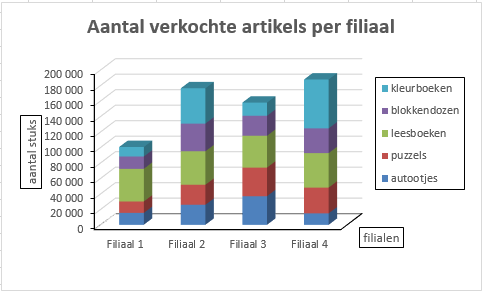 Aantal verkochte artikels per filiaal
aantal stuks
200 000
180 000
160 000
140 000
120 000
100 000
80 000
60 000
40 000
20 000
0
Filiaal 1 Filiaal 2 Filiaal 3 Filiaal 4
filialen
kleurboeken
blokkendozen
leesboeken
puzzels
autootjes